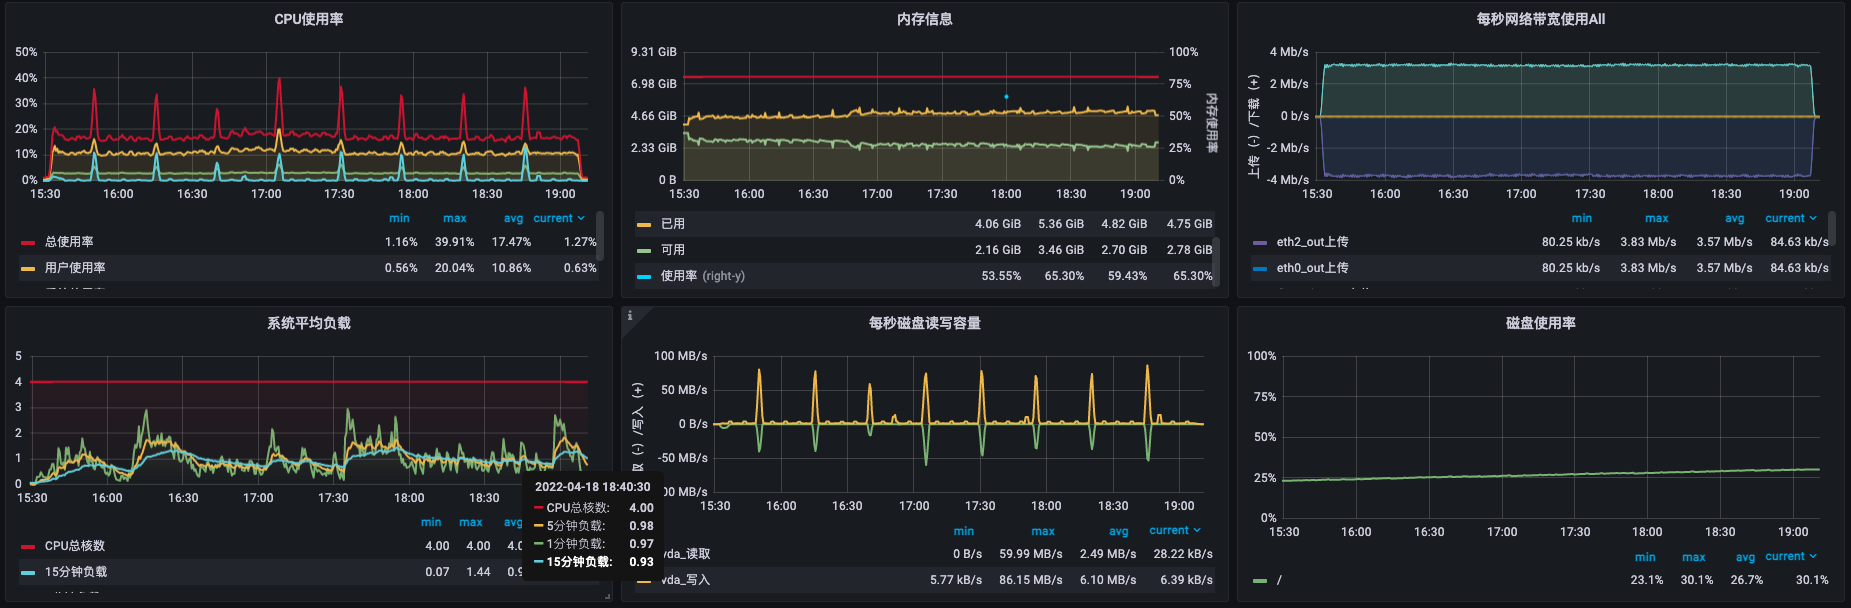 CPU使用率
50%
40%
30%
20%
10%
0%
15:30 16:00 16:30 17:00 17:30 18:00 18:30 19:00
min max avg current
总使用率 1.16% 39.91% 17.47% 1.27%
用户使用率 0.56% 20.04% 10.86% 0.63%
内存信息
9.31 GiB 100%
6.98 GiB 75%
4.66 GiB 50%
2.33 GiB 25%
0 B 0%
内存使用率
15:30 16:00 16:30 17:00 17:30 18:00 18:30 19:00
已用 4.06 GiB 5.36 GiB 4.82 GiB 4.75 GiB
可用 2.16 GiB 3.46 GiB 2.70 GiB 2.78 GiB
使用率 (right-y) 53.55% 65.30% 59.43% 65.30%
每秒网络带宽使用All
上传 (-) /下载 (+)
4 Mb/s
2 Mb/s
0 b/s
-2 Mb/s
-4 Mb/s
15:30 16:00 16:30 17:00 17:30 18:00 18:30 19:00
min max avg current
eth2_out上传 80.25 kb/s 3.83 Mb/s 3.57 Mb/s 84.63 kb/s
eth0_out上传 80.25 kb/s 3.83 Mb/s 3.57 Mb/s 84.63 kb/s
系统平均负载
5
4
3
2
1
0
15:30 16:00 16:30 17:00 17:30 18:00 18:30
min max avg
CPU总核数 4.00 4.00 4.0
15分钟负载 0.07 1.44 0.9
2022-04-18 18:40:30
CPU总核数: 4.00
5分钟负载: 0.98
1分钟负载: 0.97
15分钟负载: 0.93
i
每秒磁盘读写容量
取 (-) /写入 (+)
100 MB/s
50 MB/s
0 B/s
-50 MB/s
00 MB/s
15:30 16:00 16:30 17:00 17:30 18:00 18:30 19:00
min max avg current
vda_读取 0 B/s 59.99 MB/s 2.49 MB/s 28.22 kB/s
vda_写入 5.77 kB/s 86.15 MB/s 6.10 MB/s 6.39 kB/s
磁盘使用率
100%
75%
50%
25%
0%
15:30 16:00 16:30 17:00 17:30 18:00 18:30 19:00
min max avg current
/ 23.1% 30.1% 26.7% 30.1%